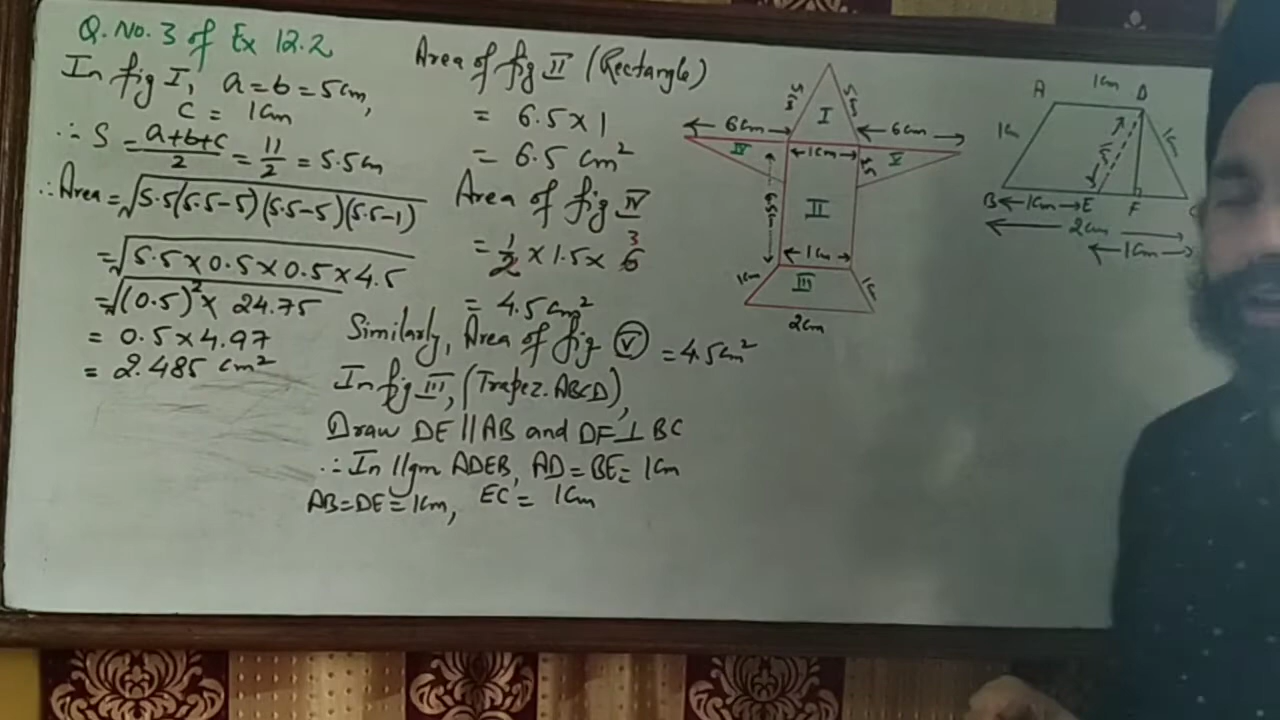 Q. No. 3 of Ex 12.2
In fig I, a = b = 5cm,
c = 1cm
∴ S = a+b+c/2 = 11/2 = 5.5cm
∴ Area = √5.5(5.5-5)(5.5-5)(5.5-1)
= √5.5×0.5×0.5×4.5
= √(0.5)² × 24.75
= 0.5×4.97
= 2.485 cm²
Area of fig II (Rectangle)
= 6.5×1
= 6.5 cm²
Area of fig IV
= 1/2 × 1.5 × 6 3
= 4.5 cm²
Similarly, Area of fig V = 4.5cm²
In fig III, (Trapez. ABCD),
Draw DE || AB and DF ⊥ BC
∴ In ||gm ADEB, AD = BE = 1cm
AB = DE = 1cm, EC = 1cm
I
6cm
6cm
IV
1cm
V
II
1cm
1cm
III
2cm
1cm
A
D
1cm
B
1cm
E
F
C
2cm
1cm